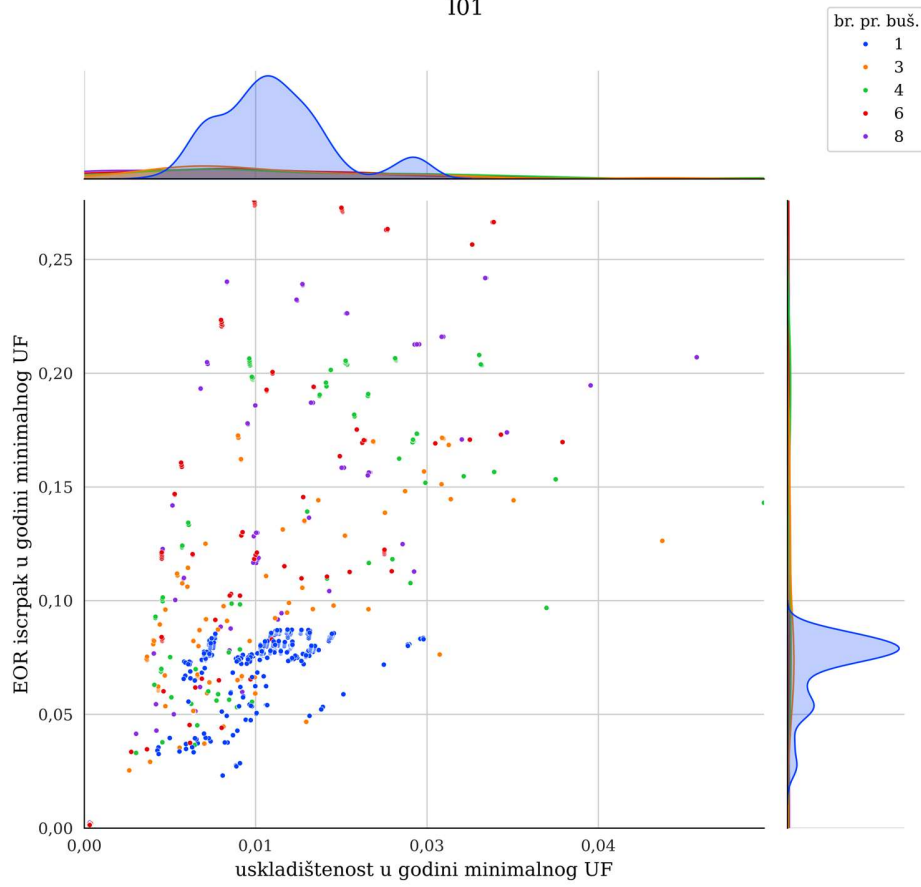 I01
br. pr. buš.
1
3
4
6
8
0,25
0,20
0,15
0,10
0,05
0,00
EOR iscrpak u godini minimalnog UF
0,00 0,01 0,03 0,04
uskladištenost u godini minimalnog UF